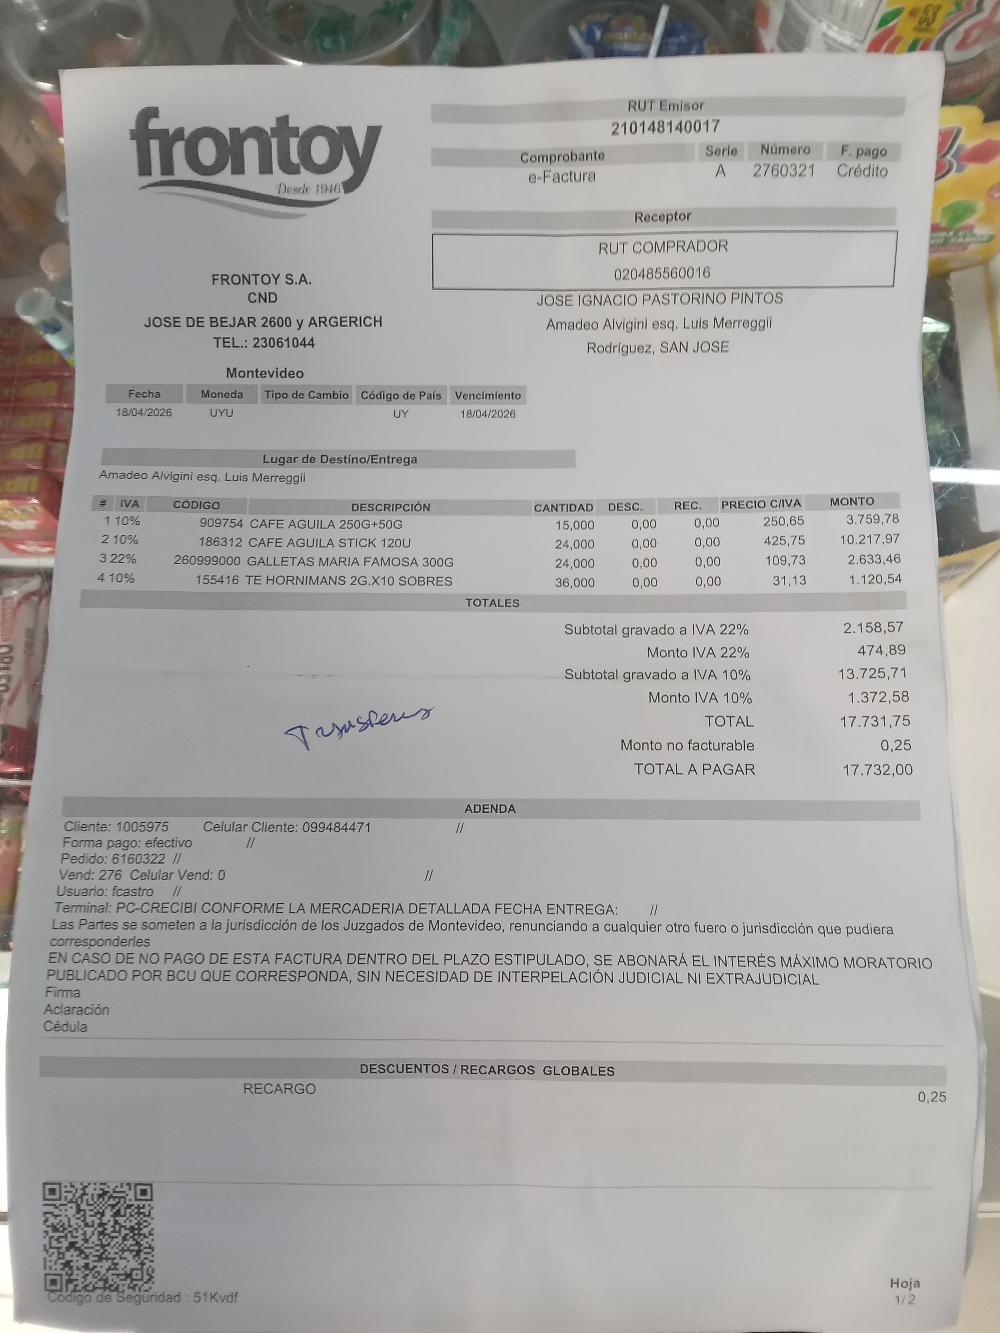 frontoy
Desde 1946
RUT Emisor
210148140017
Comprobante Serie Número F. pago
e-Factura A 2760321 Crédito
Receptor
RUT COMPRADOR
020485560016
JOSE IGNACIO PASTORINO PINTOS
Amadeo Alvigini esq. Luis Merreggii
Rodríguez, SAN JOSE
FRONTOY S.A.
CND
JOSE DE BEJAR 2600 y ARGERICH
TEL.: 23061044
Montevideo
Fecha Moneda Tipo de Cambio Código de País Vencimiento
18/04/2026 UYU UY 18/04/2026
Lugar de Destino/Entrega
Amadeo Alvigini esq. Luis Merreggii
# IVA CÓDIGO DESCRIPCIÓN CANTIDAD DESC. REC. PRECIO C/IVA MONTO
1 10% 909754 CAFE AGUILA 250G+50G 15,000 0,00 0,00 250,65 3.759,78
2 10% 186312 CAFE AGUILA STICK 120U 24,000 0,00 0,00 425,75 10.217,97
3 22% 260999000 GALLETAS MARIA FAMOSA 300G 24,000 0,00 0,00 109,73 2.633,46
4 10% 155416 TE HORNIMANS 2G.X10 SOBRES 36,000 0,00 0,00 31,13 1.120,54
TOTALES
Subtotal gravado a IVA 22% 2.158,57
Monto IVA 22% 474,89
Subtotal gravado a IVA 10% 13.725,71
Monto IVA 10% 1.372,58
TOTAL 17.731,75
Monto no facturable 0,25
TOTAL A PAGAR 17.732,00
ADENDA
Cliente: 1005975 Celular Cliente: 099484471 //
Forma pago: efectivo //
Pedido: 6160322 //
Vend: 276 Celular Vend: 0 //
Usuario: fcastro //
Terminal: PC-CRECIBI CONFORME LA MERCADERIA DETALLADA FECHA ENTREGA: //
Las Partes se someten a la jurisdicción de los Juzgados de Montevideo, renunciando a cualquier otro fuero o jurisdicción que pudiera
corresponderles
EN CASO DE NO PAGO DE ESTA FACTURA DENTRO DEL PLAZO ESTIPULADO, SE ABONARÁ EL INTERÉS MÁXIMO MORATORIO
PUBLICADO POR BCU QUE CORRESPONDA, SIN NECESIDAD DE INTERPELACIÓN JUDICIAL NI EXTRAJUDICIAL
Firma
Aclaración
Cédula
DESCUENTOS / RECARGOS GLOBALES
RECARGO 0,25
Código de Seguridad : 51Kvdf
Hoja
1/ 2